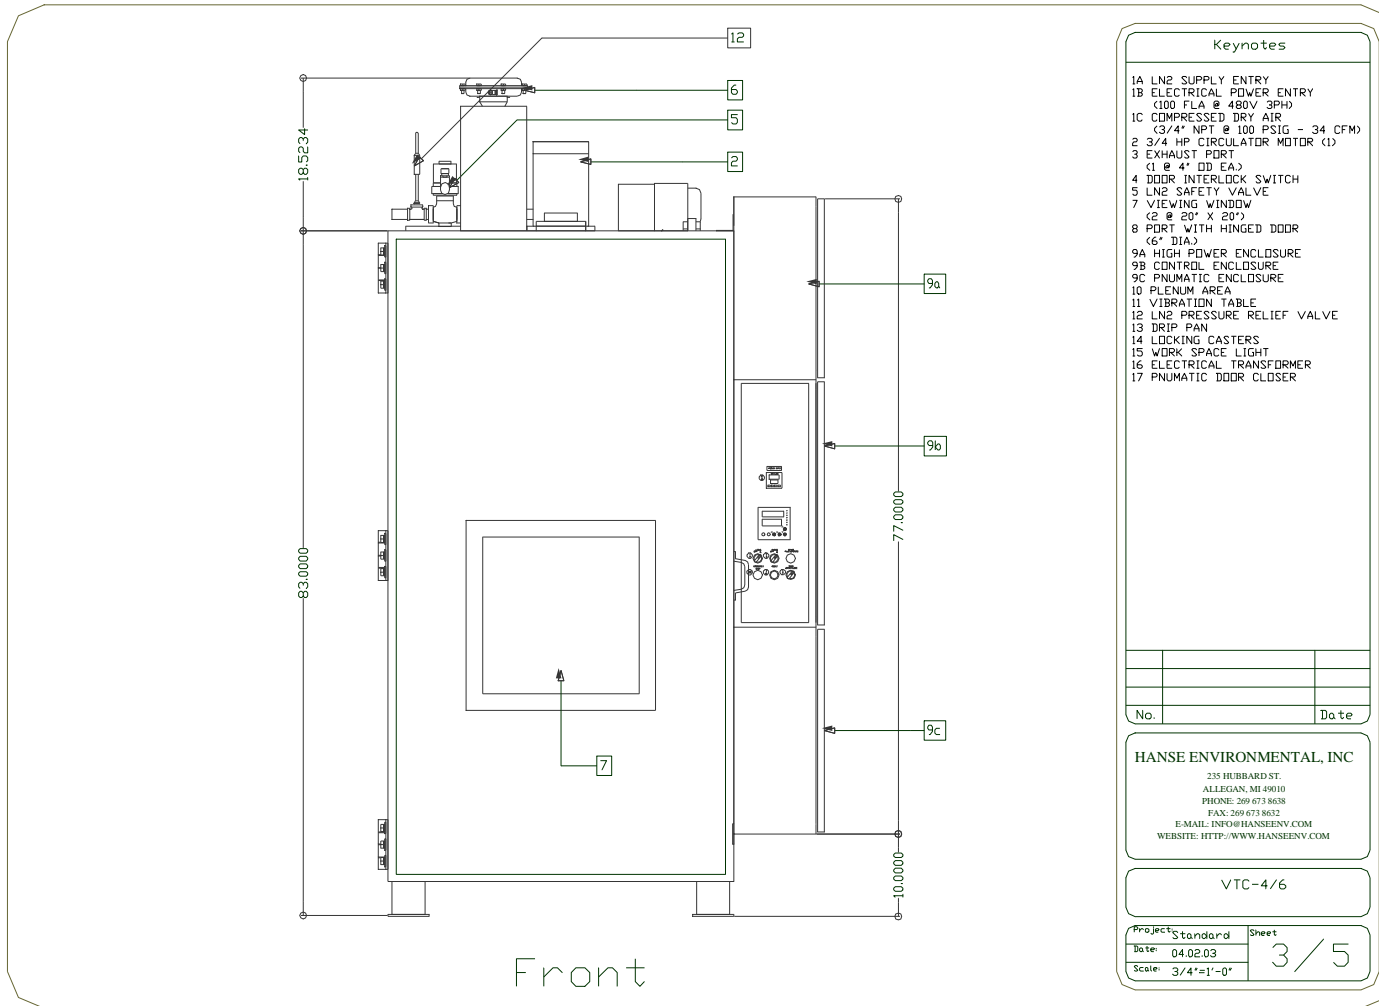 12
6
5
2
18.5234
9a
9b
77.0000
83.0000
7
9c
10.0000
Front
Keynotes
1A LN2 SUPPLY ENTRY
1B ELECTRICAL POWER ENTRY
(100 FLA @ 480V 3PH)
1C COMPRESSED DRY AIR
(3/4" NPT @ 100 PSIG - 34 CFM)
2 3/4 HP CIRCULATOR MOTOR (1)
3 EXHAUST PORT
(1 @ 4" OD EA.)
4 DOOR INTERLOCK SWITCH
5 LN2 SAFETY VALVE
7 VIEWING WINDOW
(2 @ 20" X 20")
8 PORT WITH HINGED DOOR
(6" DIA.)
9A HIGH POWER ENCLOSURE
9B CONTROL ENCLOSURE
9C PNUMATIC ENCLOSURE
10 PLENUM AREA
11 VIBRATION TABLE
12 LN2 PRESSURE RELIEF VALVE
13 DRIP PAN
14 LOCKING CASTERS
15 WORK SPACE LIGHT
16 ELECTRICAL TRANSFORMER
17 PNUMATIC DOOR CLOSER
No. Date
HANSE ENVIRONMENTAL, INC
235 HUBBARD ST.
ALLEGAN, MI 49010
PHONE: 269 673 8638
FAX: 269 673 8632
E-MAIL: INFO@HANSEENV.COM
WEBSITE: HTTP://WWW.HANSEENV.COM
VTC-4/6
Project: Standard
Date: 04.02.03
Scale: 3/4"=1'-0"
Sheet
3/5